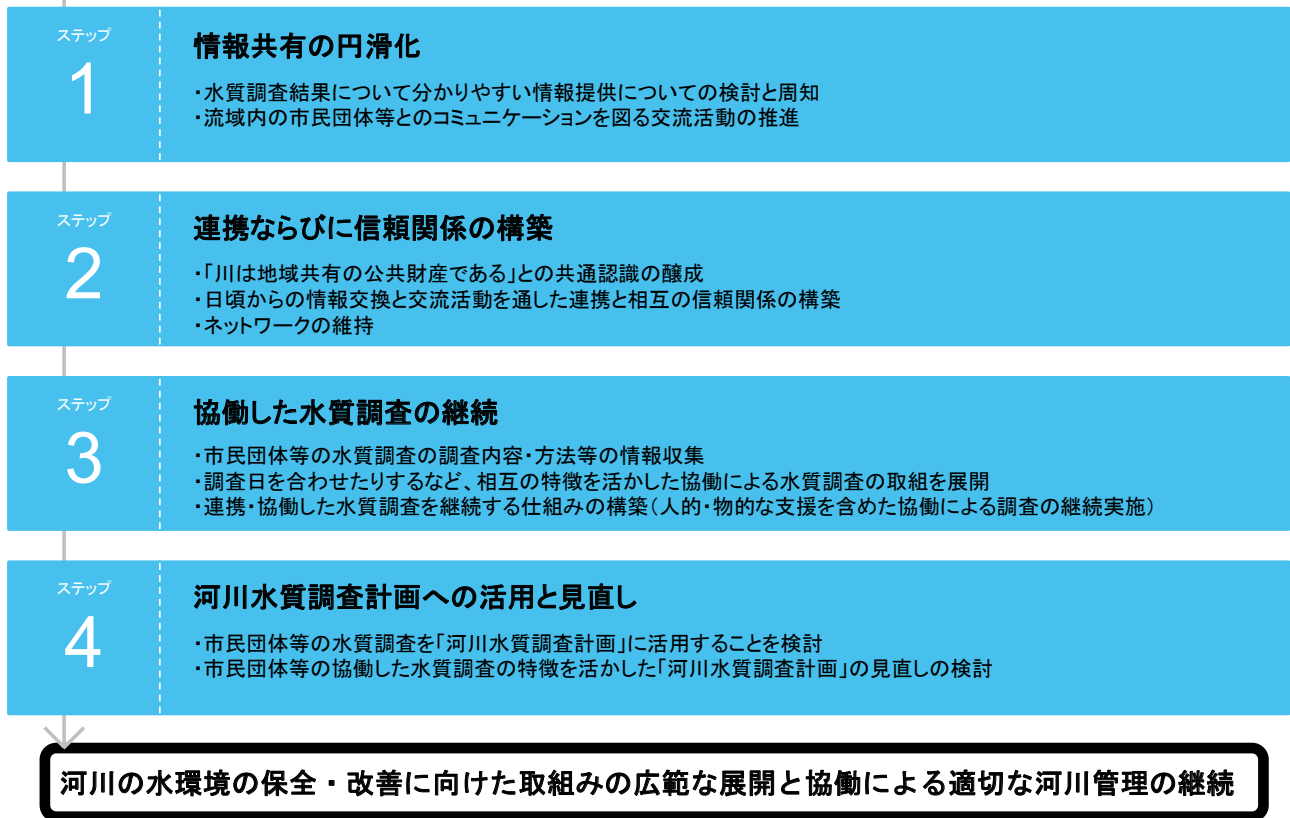 ステップ
1
情報共有の円滑化
・水質調査結果について分かりやすい情報提供についての検討と周知
・流域内の市民団体等とのコミュニケーションを図る交流活動の推進
ステップ
2
連携ならびに信頼関係の構築
・「川は地域共有の公共財産である」との共通認識の醸成
・日頃からの情報交換と交流活動を通した連携と相互の信頼関係の構築
・ネットワークの維持
ステップ
3
協働した水質調査の継続
・市民団体等の水質調査の調査内容・方法等の情報収集
・調査日を合わせたりするなど、相互の特徴を活かした協働による水質調査の取組を展開
・連携・協働した水質調査を継続する仕組みの構築（人的・物的な支援を含めた協働による調査の継続実施）
ステップ
4
河川水質調査計画への活用と見直し
・市民団体等の水質調査を「河川水質調査計画」に活用することを検討
・市民団体等の協働した水質調査の特徴を活かした「河川水質調査計画」の見直しの検討
河川の水環境の保全・改善に向けた取組みの広範な展開と協働による適切な河川管理の継続